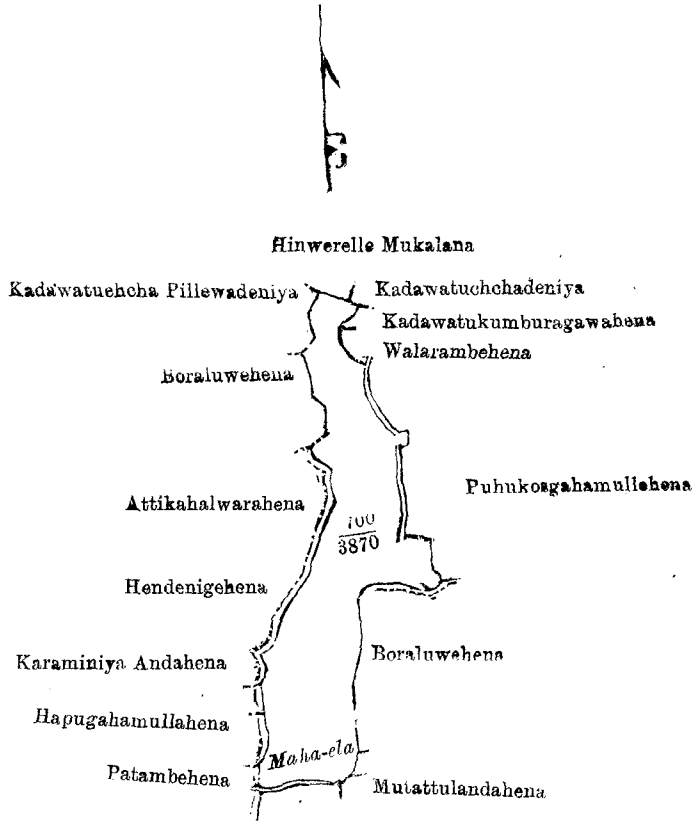 Hinwerelle Mukalana
Kadawatuehcha Pillewadeniya
Kadawatuchchadeniya
Kadawatukumburagawahena
Walarambehena
Boraluwehena
Puhukosgahamullehena
Attikahalwarahena
700
3870
Hendenigehena
Boraluwehena
Karaminiya Andahena
Hapugahamullahena
Maha-ela
Patambehena
Mutattulandahena